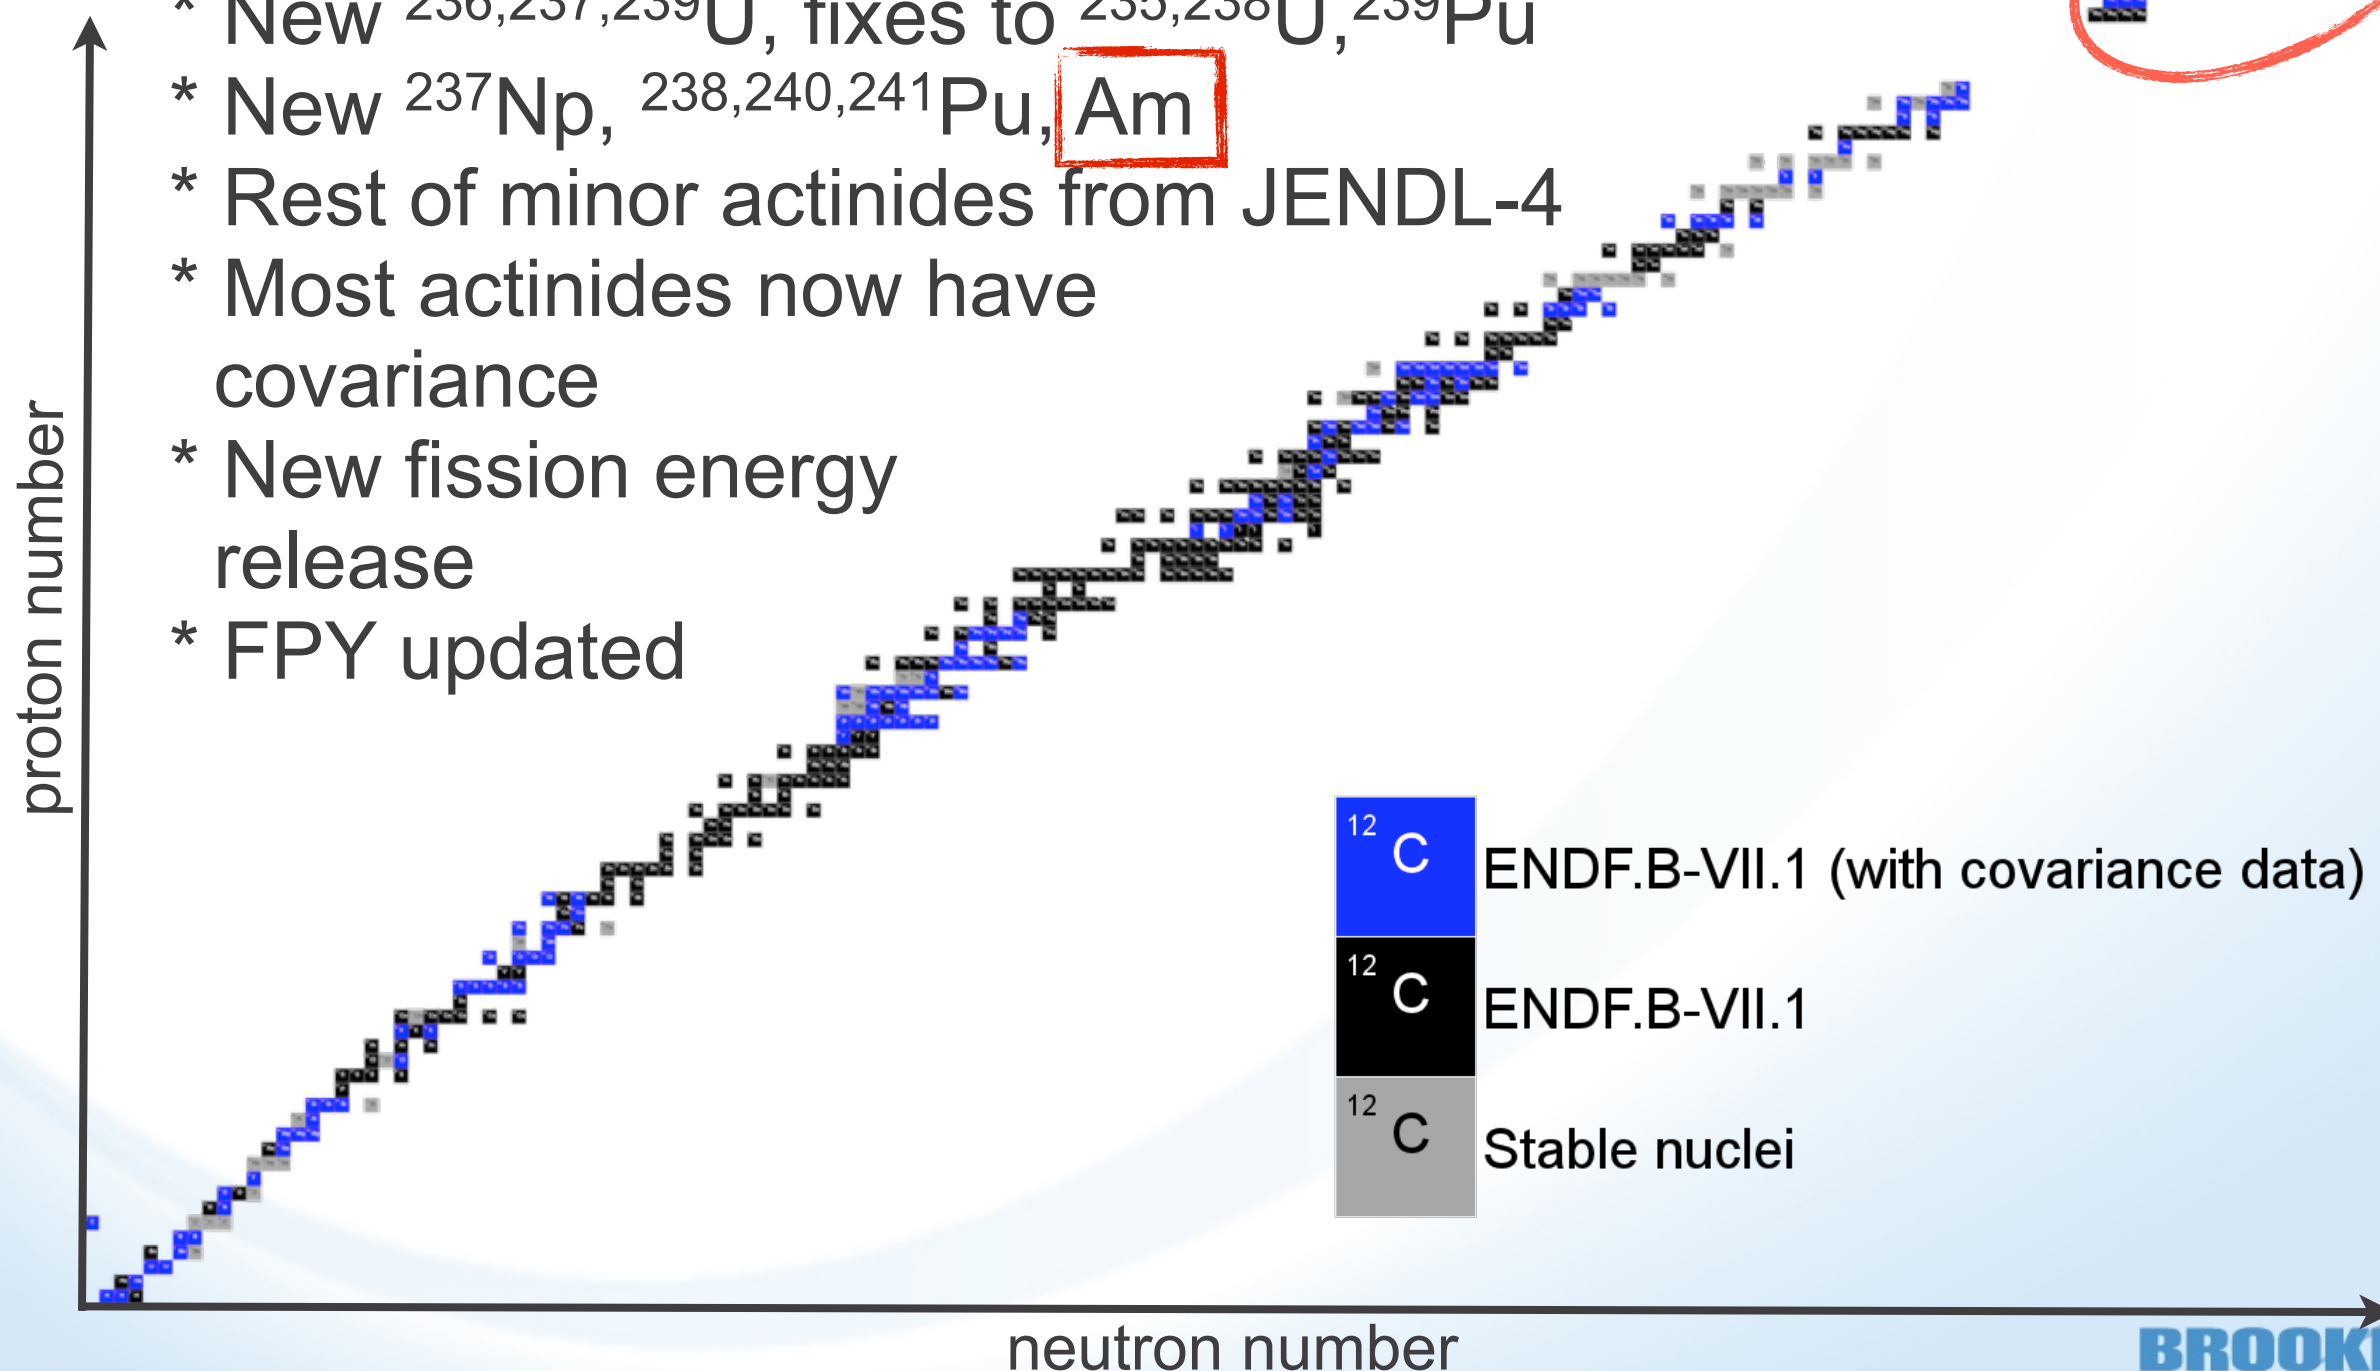 * New 236,237,239U, fixes to 235,238U,239Pu
* New 237Np, 238,240,241Pu, Am
* Rest of minor actinides from JENDL-4
* Most actinides now have
covariance
* New fission energy
release
* FPY updated
proton number
12 C ENDF.B-VII.1 (with covariance data)
12 C ENDF.B-VII.1
12 C Stable nuclei
neutron number